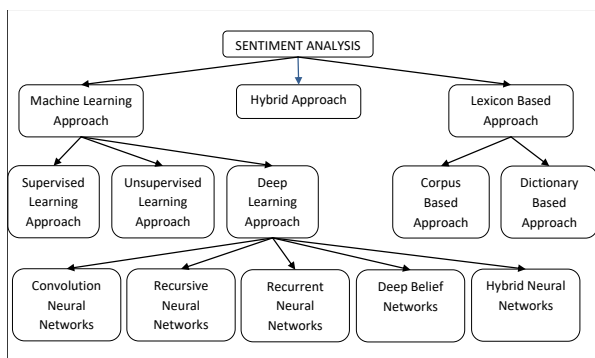 SENTIMENT ANALYSIS
Machine Learning
Approach
Hybrid Approach
Lexicon Based
Approach
Supervised
Learning
Approach
Unsupervised
Learning
Approach
Deep
Learning
Approach
Corpus
Based
Approach
Dictionary
Based
Approach
Convolution
Neural
Networks
Recursive
Neural
Networks
Recurrent
Neural
Networks
Deep Belief
Networks
Hybrid Neural
Networks